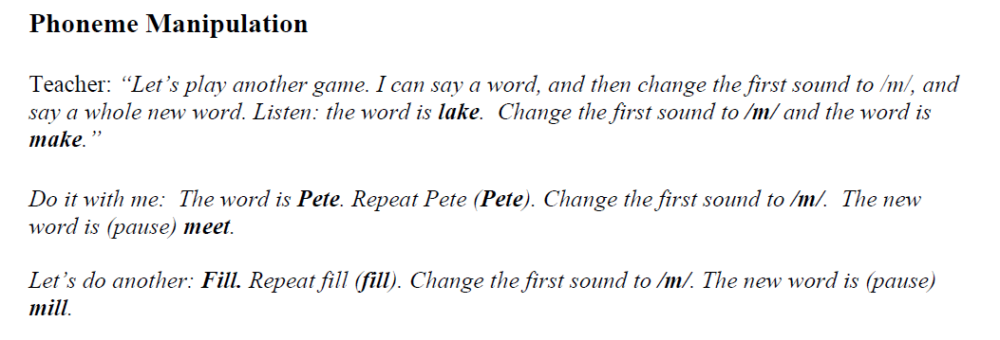 Phoneme Manipulation
Teacher: “Let’s play another game. I can say a word, and then change the first sound to /m/, and
say a whole new word. Listen: the word is lake.  Change the first sound to /m/ and the word is
make.”
Do it with me:  The word is Pete. Repeat Pete (Pete). Change the first sound to /m/.  The new
word is (pause) meet.
Let’s do another: Fill. Repeat fill (fill). Change the first sound to /m/. The new word is (pause)
mill.